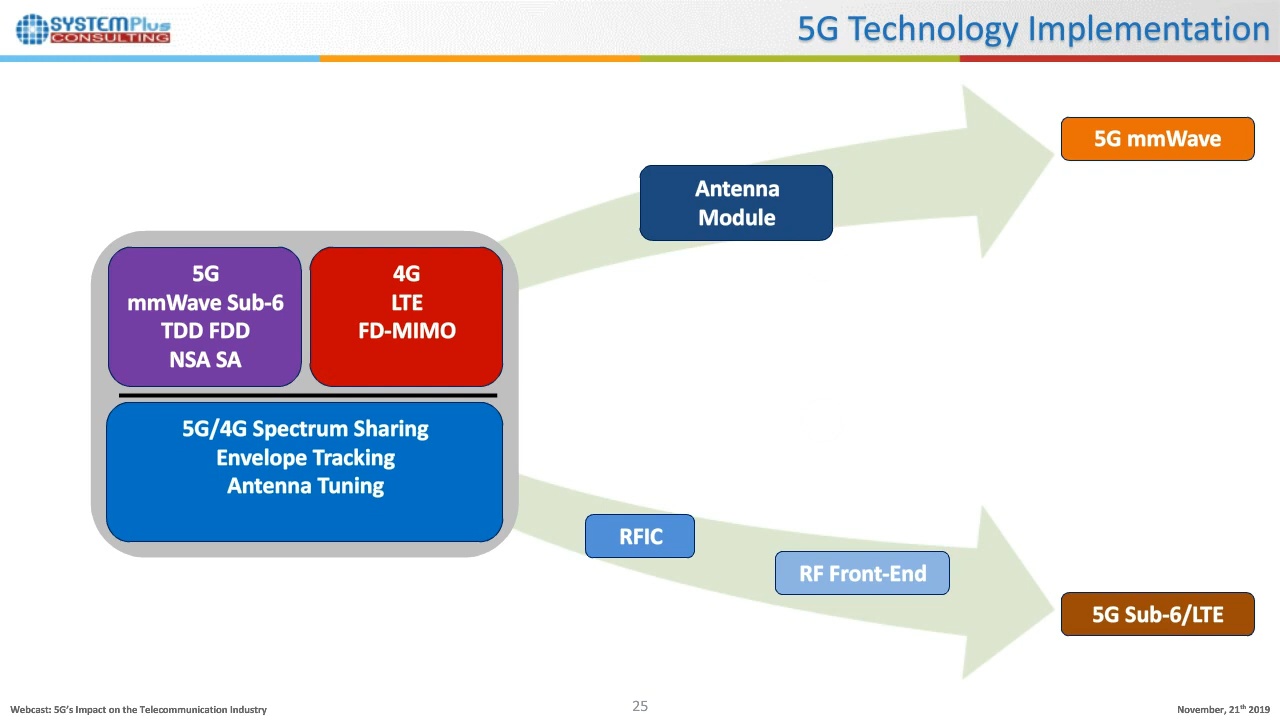 SYSTEMPlus
CONSULTING
5G Technology Implementation
5G mmWave
Antenna
Module
5G
mmWave Sub-6
TDD FDD
NSA SA
4G
LTE
FD-MIMO
5G/4G Spectrum Sharing
Envelope Tracking
Antenna Tuning
RFIC
RF Front-End
5G Sub-6/LTE
Webcast: 5G's Impact on the Telecommunication Industry
25
November, 21th 2019